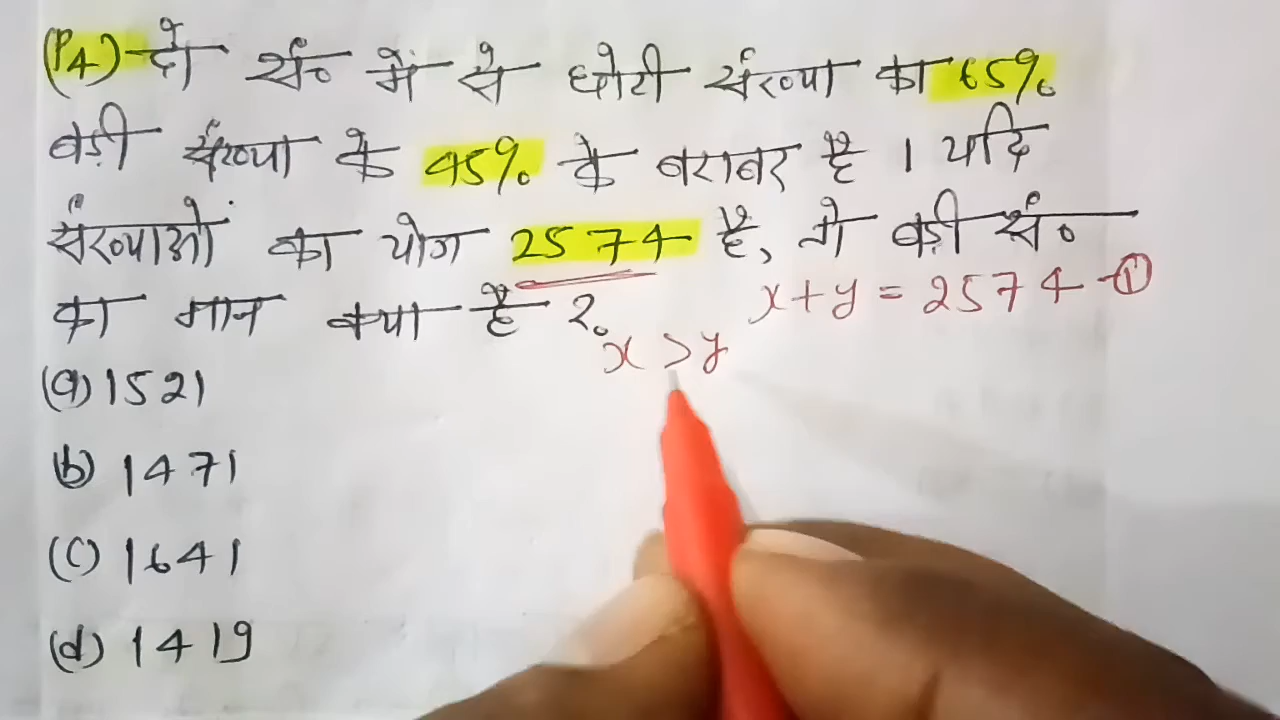 (P4) दो सं० में से छोटी संख्या का 65%
बड़ी संख्या के 45% के बराबर है । यदि
संख्याओं का योग 2574 है, तो बड़ी सं०
का मान क्या है ?
x + y = 2574 -①
x > y
(a) 1521
(b) 1471
(c) 1641
(d) 1419